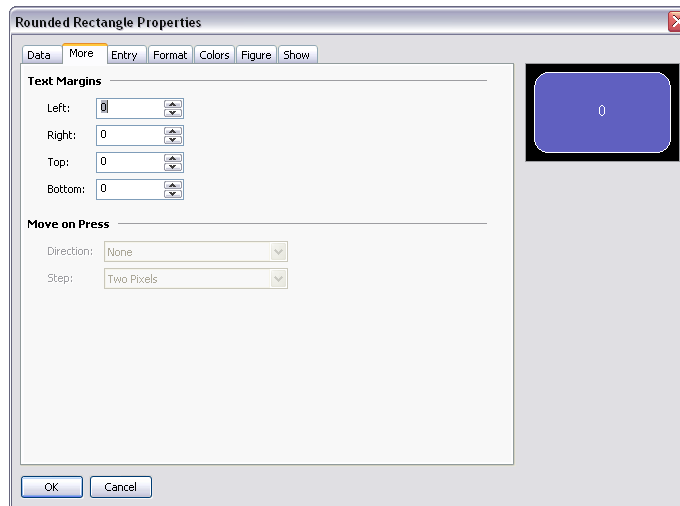 Rounded Rectangle Properties
Data More Entry Format Colors Figure Show
Text Margins
Left: 0
Right: 0
Top: 0
Bottom: 0
0
Move on Press
Direction: None
Step: Two Pixels
OK Cancel